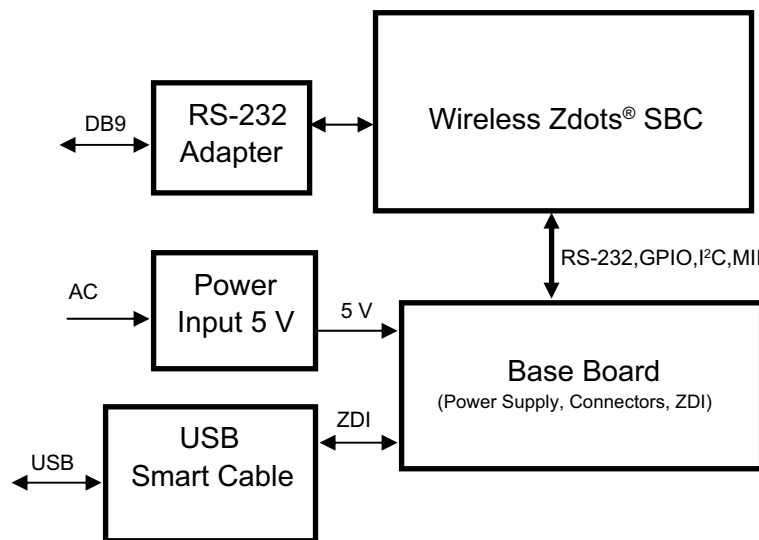 RS-232
Adapter
DB9
Wireless Zdots® SBC
RS-232,GPIO,I²C,
Power
Input 5 V
AC
5 V
Base Board
(Power Supply, Connectors, ZDI)
USB
Smart Cable
ZDI
USB